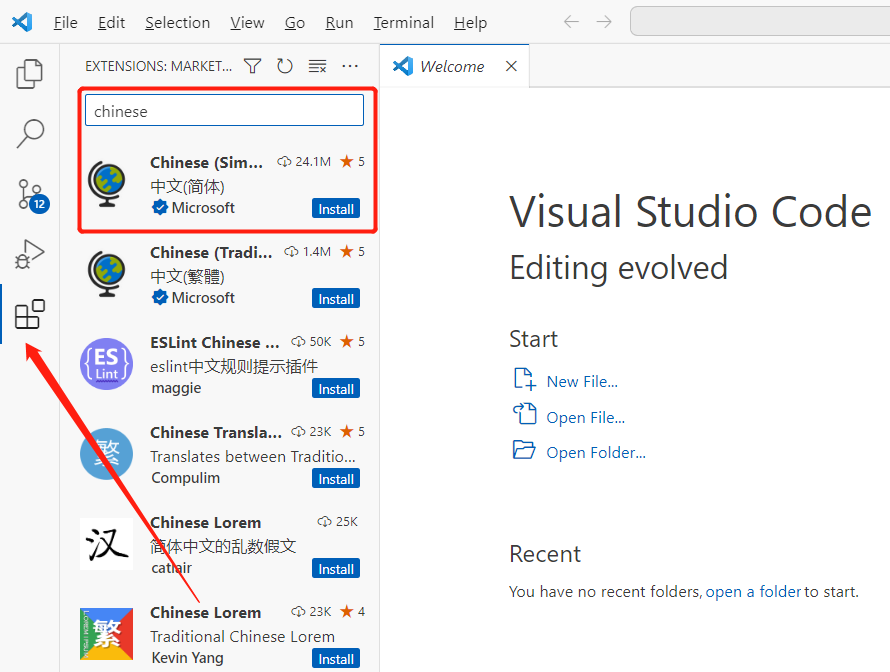 File Edit Selection View Go Run Terminal Help
EXTENSIONS: MARKET...
Welcome
chinese
12
Chinese (Sim... 24.1M 5
中文(简体)
Microsoft Install
Chinese (Tradi... 1.4M 5
中文(繁體)
Microsoft Install
ES
Lint
ESLint Chinese ... 50K 5
eslint中文规则提示插件
maggie Install
繁
Chinese Transla... 23K 5
Translates between Traditio...
Compulim Install
汉
Chinese Lorem 25K
简体中文的乱数假文
catlair Install
LOREM IPSUM
繁
Chinese Lorem 23K 4
Traditional Chinese Lorem
Kevin Yang Install
Visual Studio Code
Editing evolved
Start
New File...
Open File...
Open Folder...
Recent
You have no recent folders, open a folder to start.